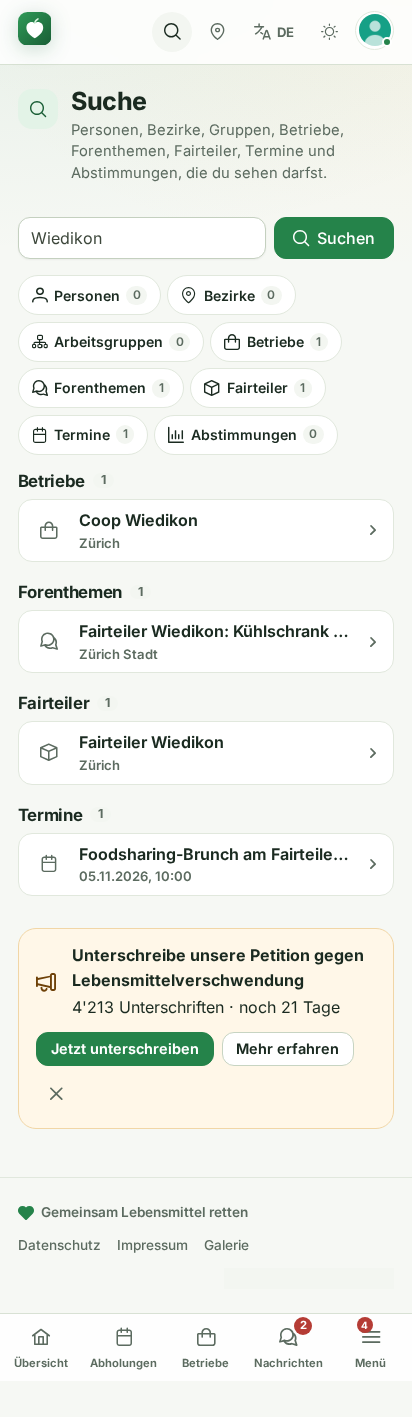 DE
Suche
Personen, Bezirke, Gruppen, Betriebe,
Forenthemen, Fairteiler, Termine und
Abstimmungen, die du sehen darfst.
Wiedikon
Suchen
Personen 0
Bezirke 0
Arbeitsgruppen 0
Betriebe 1
Forenthemen 1
Fairteiler 1
Termine 1
Abstimmungen 0
Betriebe 1
Coop Wiedikon
Zürich
Forenthemen 1
Fairteiler Wiedikon: Kühlschrank ...
Zürich Stadt
Fairteiler 1
Fairteiler Wiedikon
Zürich
Termine 1
Foodsharing-Brunch am Fairteile...
05.11.2026, 10:00
Unterschreibe unsere Petition gegen
Lebensmittelverschwendung
4'213 Unterschriften · noch 21 Tage
Jetzt unterschreiben
Mehr erfahren
Gemeinsam Lebensmittel retten
Datenschutz Impressum Galerie
2
4
Übersicht Abholungen Betriebe Nachrichten Menü